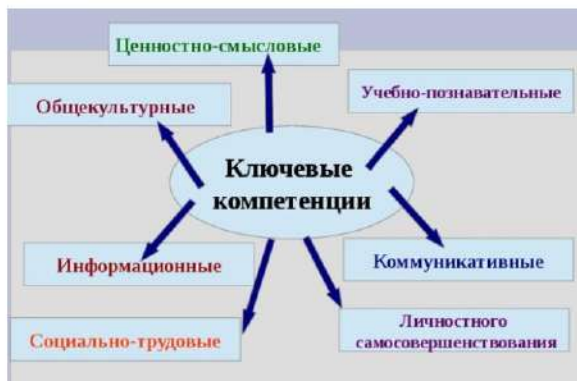 Ценностно-смысловые
Учебно-познавательные
Общекультурные
Ключевые
компетенции
Информационные
Коммуникативные
Социально-трудовые
Личностного
самосовершенствования